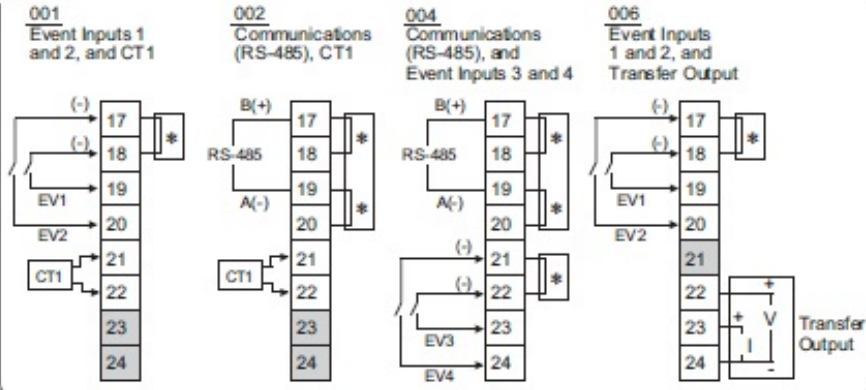 001
Event Inputs 1
and 2, and CT1
(-)
(-)
EV1
EV2
CT1
17
18
19
20
21
22
23
24
*
002
Communications
(RS-485), CT1
B(+)
RS-485
A(-)
CT1
17
18
19
20
21
22
23
24
*
*
004
Communications
(RS-485), and
Event Inputs 3 and 4
B(+)
RS-485
A(-)
(-)
(-)
EV3
EV4
17
18
19
20
21
22
23
24
*
*
*
006
Event Inputs
1 and 2, and
Transfer Output
(-)
(-)
EV1
EV2
17
18
19
20
21
22
23
24
*
+
+
V
I
-
Transfer
Output